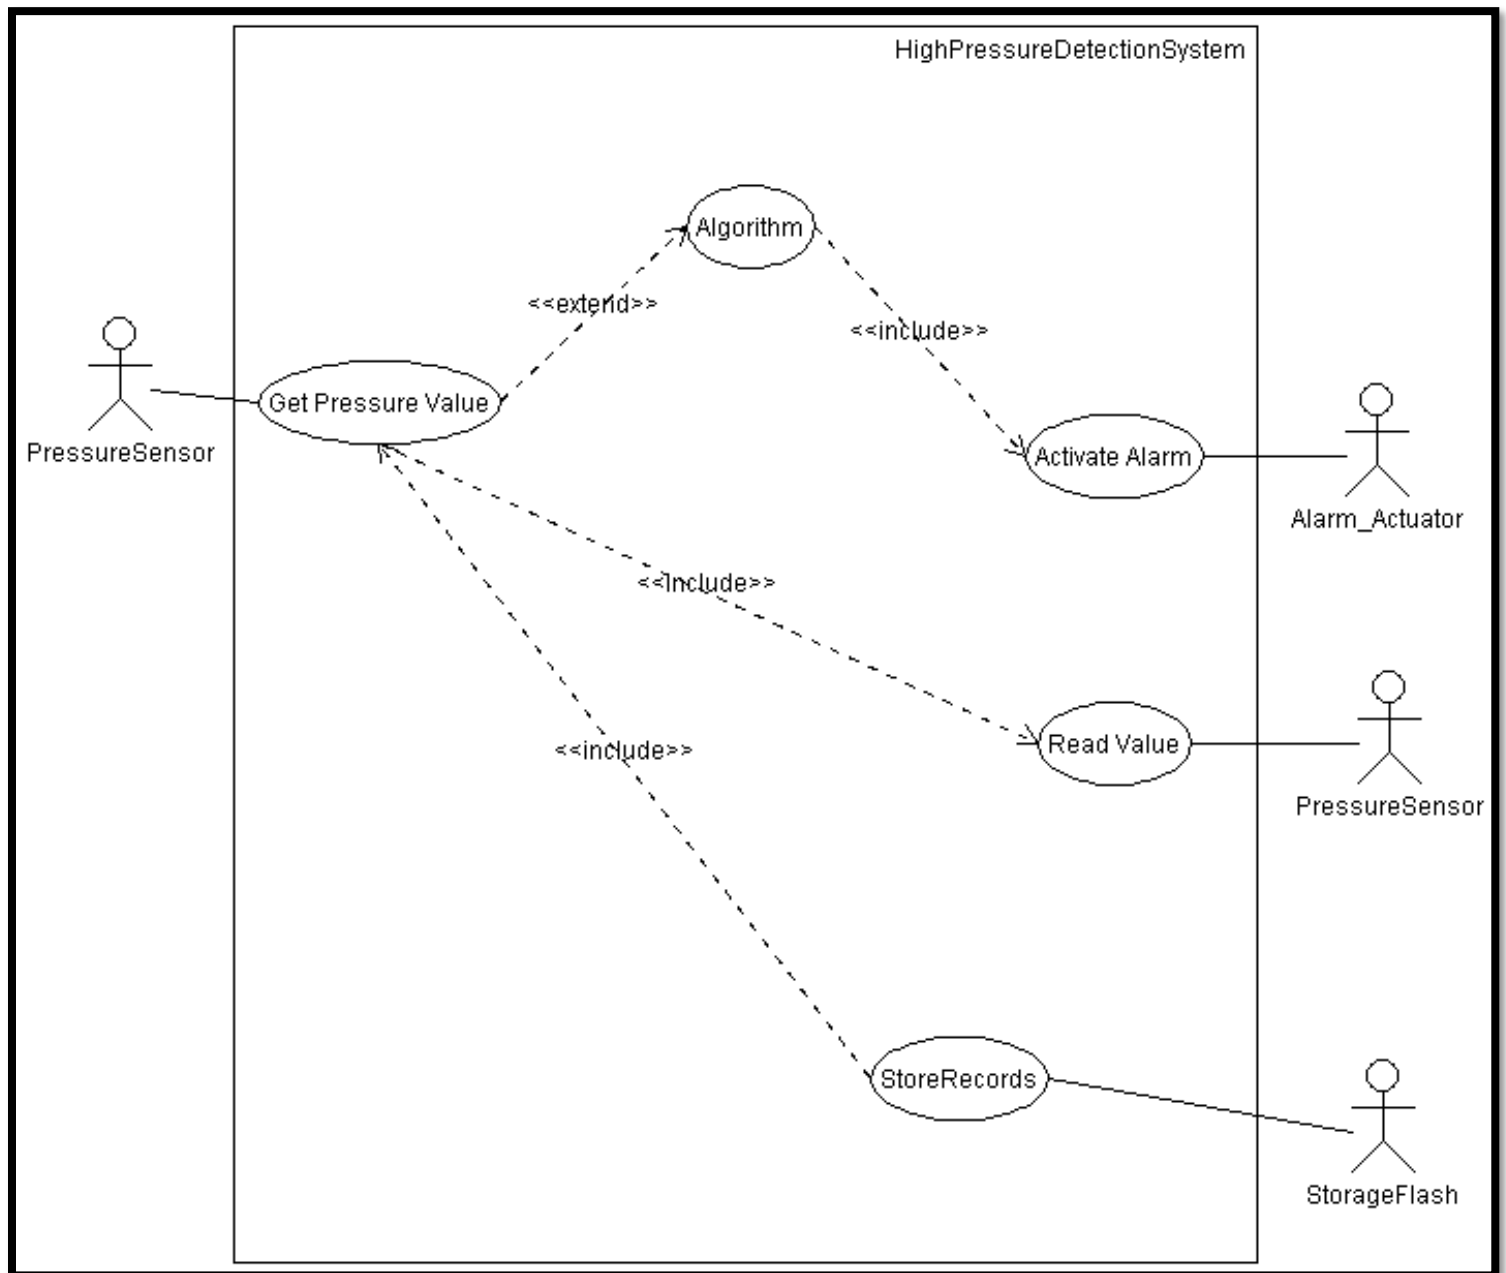 HighPressureDetectionSystem
Algorithm
<<extend>>
<<include>>
Get Pressure Value
PressureSensor
Activate Alarm
Alarm_Actuator
<<Include>>
Read Value
<<include>>
PressureSensor
StoreRecords
StorageFlash